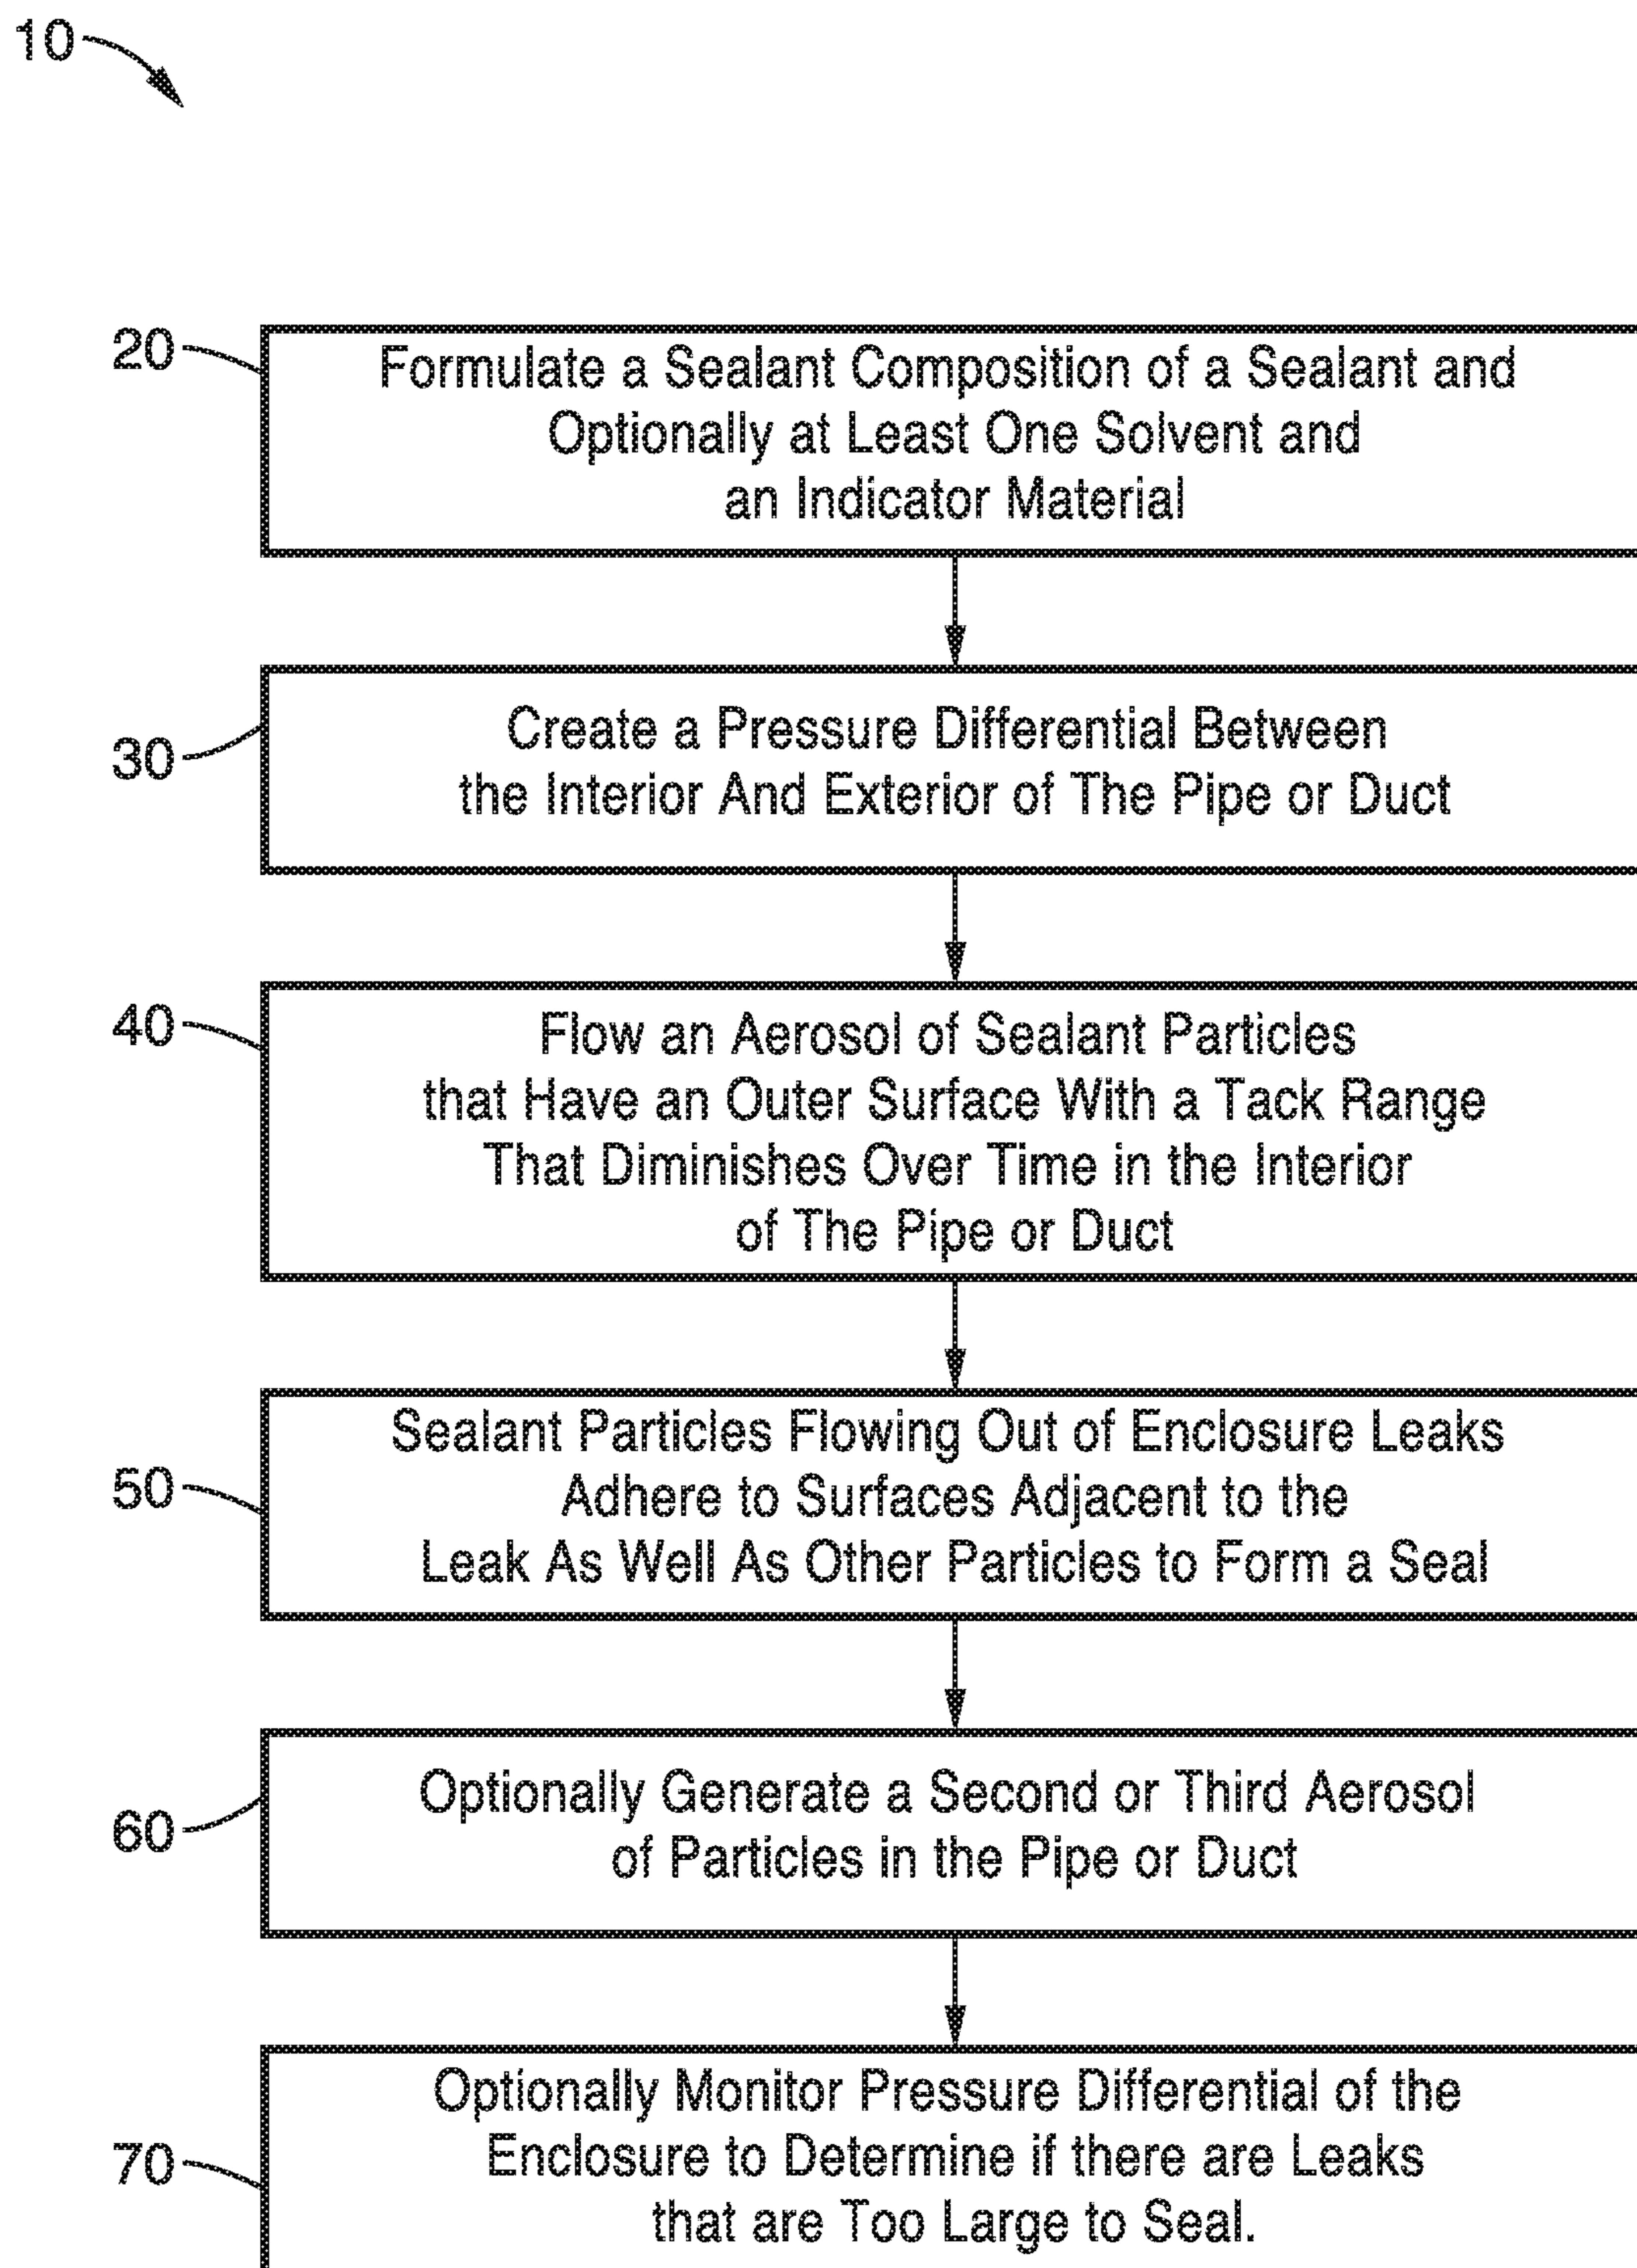 10
20
Formulate a Sealant Composition of a Sealant and
Optionally at Least One Solvent and
an Indicator Material
30
Create a Pressure Differential Between
the Interior And Exterior of The Pipe or Duct
40
Flow an Aerosol of Sealant Particles
that Have an Outer Surface With a Tack Range
That Diminishes Over Time in the Interior
of The Pipe or Duct
50
Sealant Particles Flowing Out of Enclosure Leaks
Adhere to Surfaces Adjacent to the
Leak As Well As Other Particles to Form a Seal
60
Optionally Generate a Second or Third Aerosol
of Particles in the Pipe or Duct
70
Optionally Monitor Pressure Differential of the
Enclosure to Determine if there are Leaks
that are Too Large to Seal.